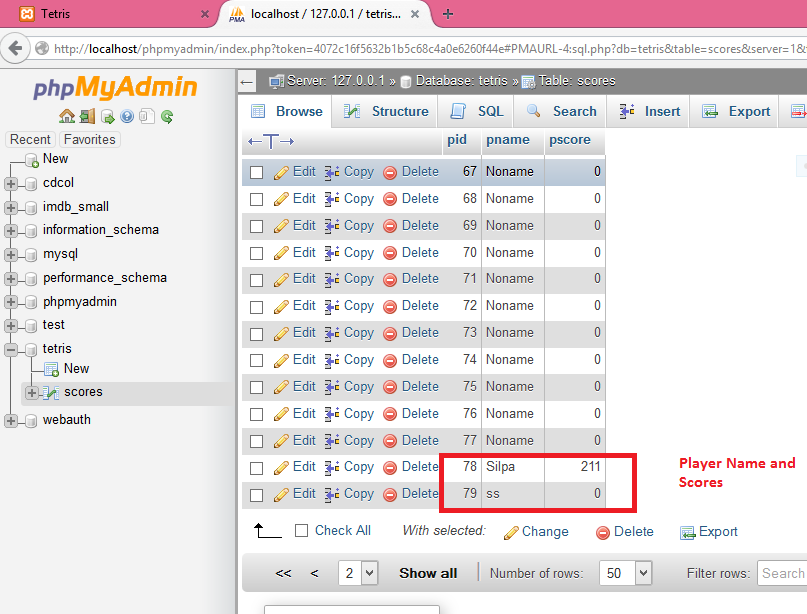 Tetris
localhost / 127.0.0.1 / tetris...
http://localhost/phpmyadmin/index.php?token=4072c16f5632b1b5c68c4a0e6260f44e#PMAURL-4:sql.php?db=tetris&table=scores&server=1&
phpMyAdmin
Recent Favorites
New
cdcol
imdb_small
information_schema
mysql
performance_schema
phpmyadmin
test
tetris
New
scores
webauth
Server: 127.0.0.1 » Database: tetris » Table: scores
Browse Structure SQL Search Insert Export
pid pname pscore
Edit Copy Delete 67 Noname 0
Edit Copy Delete 68 Noname 0
Edit Copy Delete 69 Noname 0
Edit Copy Delete 70 Noname 0
Edit Copy Delete 71 Noname 0
Edit Copy Delete 72 Noname 0
Edit Copy Delete 73 Noname 0
Edit Copy Delete 74 Noname 0
Edit Copy Delete 75 Noname 0
Edit Copy Delete 76 Noname 0
Edit Copy Delete 77 Noname 0
Edit Copy Delete 78 Silpa 211
Edit Copy Delete 79 ss 0
Player Name and
Scores
Check All With selected: Change Delete Export
<< < 2 Show all Number of rows: 50 Filter rows: Search